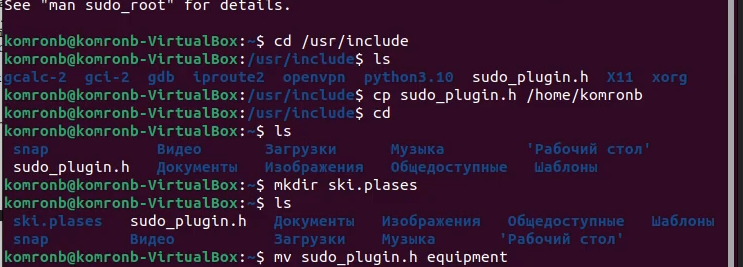 See "man sudo_root" for details.
komronb@komronb-VirtualBox:~$ cd /usr/include
komronb@komronb-VirtualBox:/usr/include$ ls
gcalc-2 gci-2 gdb iproute2 openvpn python3.10 sudo_plugin.h X11 xorg
komronb@komronb-VirtualBox:/usr/include$ cp sudo_plugin.h /home/komronb
komronb@komronb-VirtualBox:/usr/include$ cd
komronb@komronb-VirtualBox:~$ ls
snap Видео Загрузки Музыка 'Рабочий стол'
sudo_plugin.h Документы Изображения Общедоступные Шаблоны
komronb@komronb-VirtualBox:~$ mkdir ski.plases
komronb@komronb-VirtualBox:~$ ls
ski.plases sudo_plugin.h Документы Изображения Общедоступные Шаблоны
snap Видео Загрузки Музыка 'Рабочий стол'
komronb@komronb-VirtualBox:~$ mv sudo_plugin.h equipment